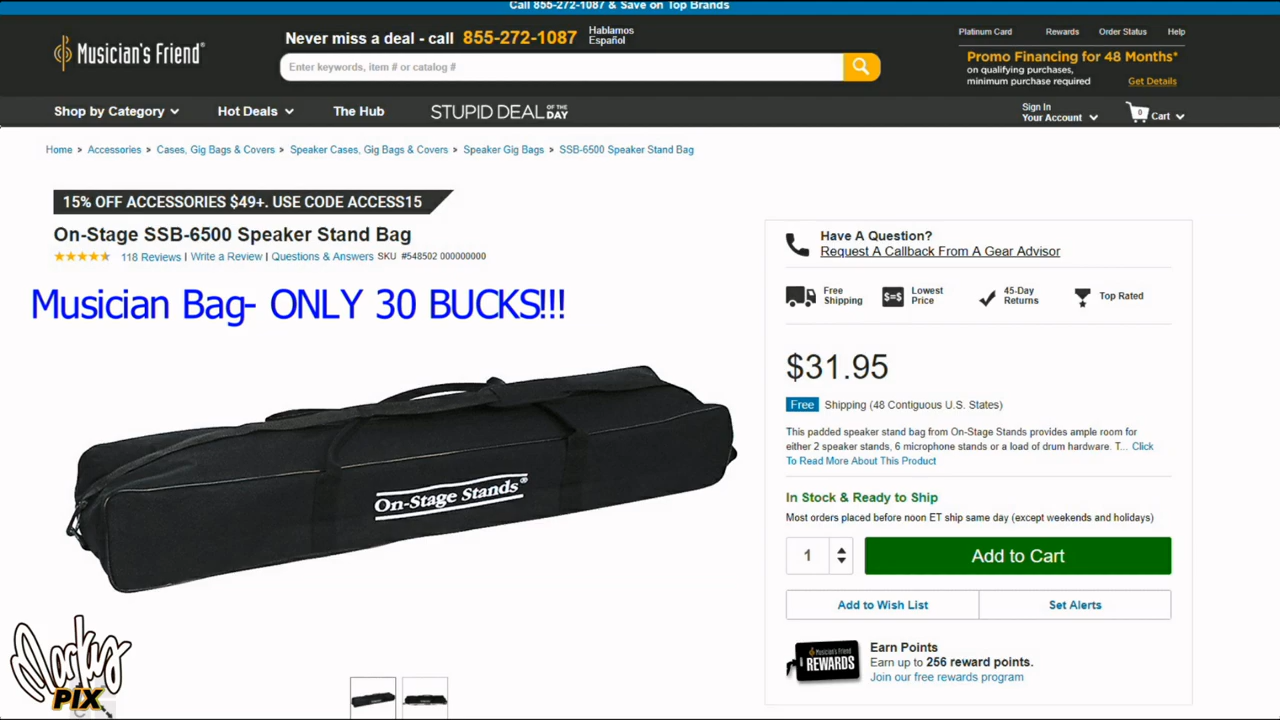 Call 855-272-1087 & Save on Top Brands
Musician's Friend®
Never miss a deal - call 855-272-1087
Hablamos
Español
Enter keywords, item # or catalog #
Platinum Card Rewards Order Status Help
Promo Financing for 48 Months*
on qualifying purchases,
minimum purchase required
Get Details
Shop by Category Hot Deals The Hub STUPID DEAL OF THE DAY
Sign In
Your Account
0 Cart
Home > Accessories > Cases, Gig Bags & Covers > Speaker Cases, Gig Bags & Covers > Speaker Gig Bags > SSB-6500 Speaker Stand Bag
15% OFF ACCESSORIES $49+. USE CODE ACCESS15
On-Stage SSB-6500 Speaker Stand Bag
118 Reviews | Write a Review | Questions & Answers SKU #548502 000000000
Musician Bag- ONLY 30 BUCKS!!!
On-Stage Stands®
Macky
PIX
Have A Question?
Request A Callback From A Gear Advisor
Free
Shipping
$=$
Lowest
Price
45-Day
Returns
Top Rated
$31.95
Free Shipping (48 Contiguous U.S. States)
This padded speaker stand bag from On-Stage Stands provides ample room for
either 2 speaker stands, 6 microphone stands or a load of drum hardware. T... Click
To Read More About This Product
In Stock & Ready to Ship
Most orders placed before noon ET ship same day (except weekends and holidays)
1
Add to Cart
Add to Wish List
Set Alerts
Musician's Friend
REWARDS
Earn Points
Earn up to 256 reward points.
Join our free rewards program